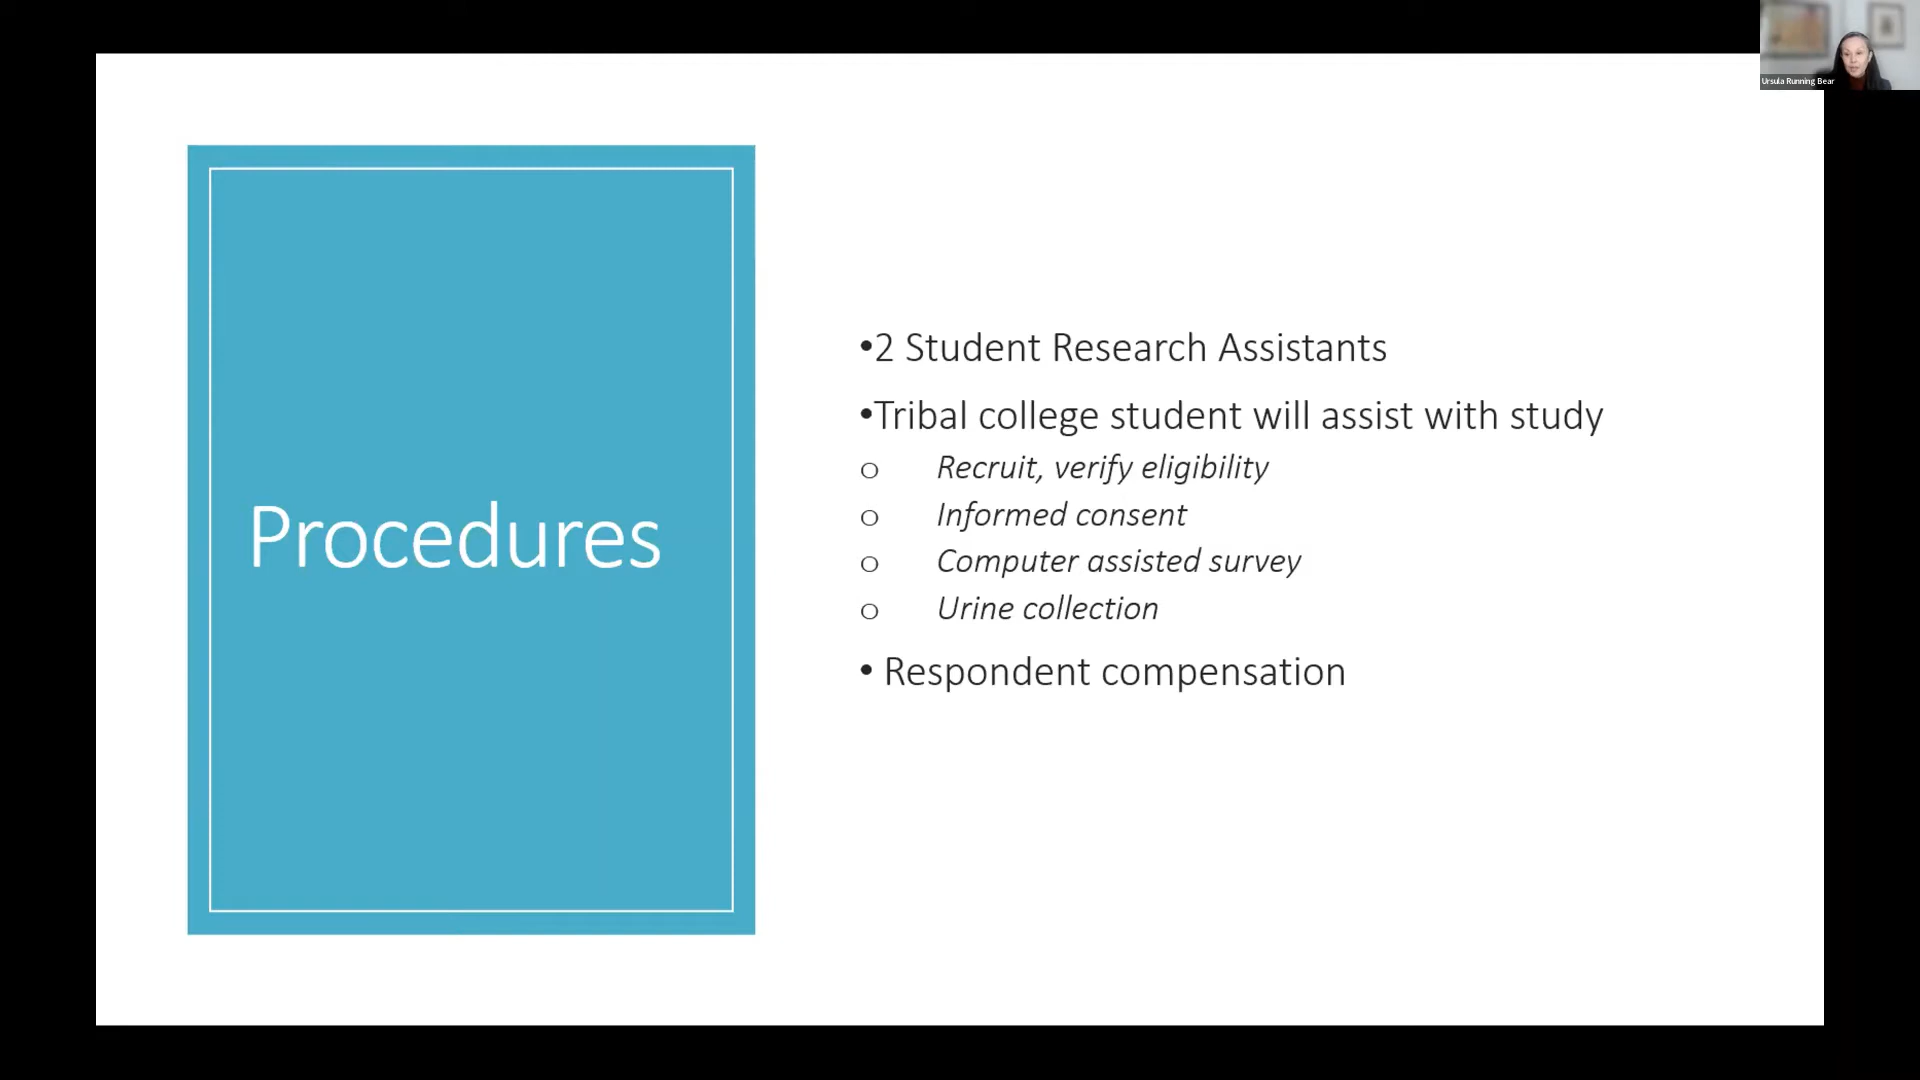 Ursula Running Bear
Procedures
•2 Student Research Assistants
•Tribal college student will assist with study
o Recruit, verify eligibility
o Informed consent
o Computer assisted survey
o Urine collection
• Respondent compensation